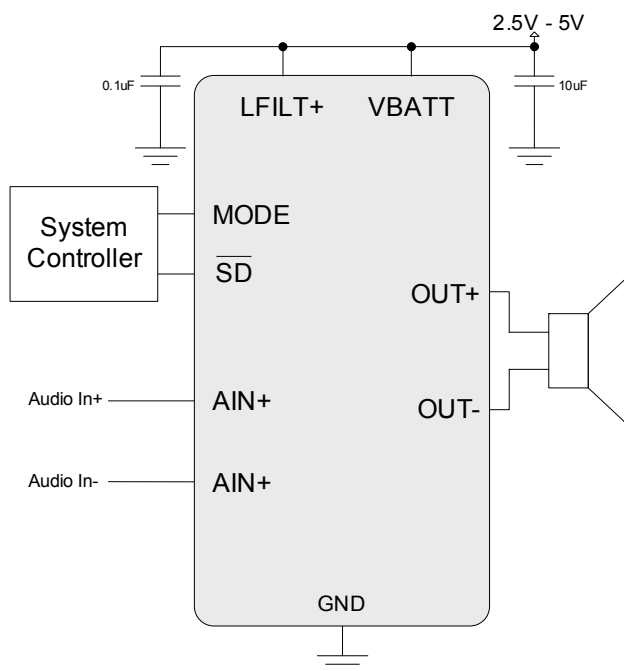 2.5V - 5V
0.1uF
10uF
LFILT+
VBATT
System
Controller
MODE
SD
OUT+
Audio In+
AIN+
OUT-
Audio In-
AIN+
GND